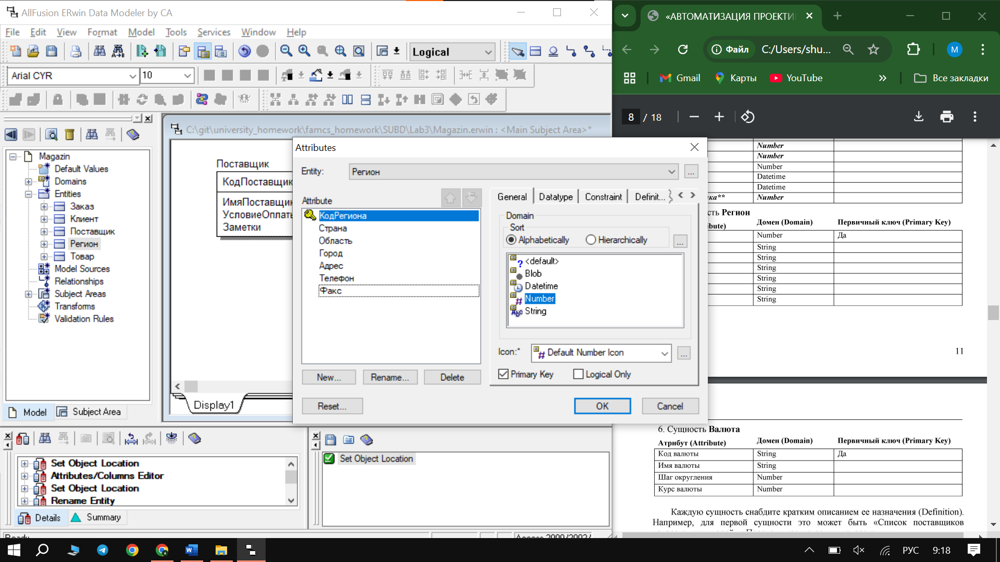 AllFusion ERwin Data Modeler by CA
File Edit View Format Model Tools Services Window Help
Logical
Arial CYR
10
C:\git\university_homework\famcs_homework\SUBD\Lab3\Magazin.erwin : <Main Subject Area>*
Magazin
Default Values
Domains
Entities
Заказ
Клиент
Поставщик
Регион
Товар
Model Sources
Relationships
Subject Areas
Transforms
Validation Rules
Model
Subject Area
Поставщик
КодПоставщик
ИмяПоставщик
УсловиеОплаты
Заметки
Display1
Attributes
Entity:
Регион
...
Attribute
КодРегиона
Страна
Область
Город
Адрес
Телефон
Факс
New...
Rename...
Delete
Reset...
General
Datatype
Constraint
Definit...
Domain
Sort
Alphabetically
Hierarchically
...
<default>
Blob
Datetime
Number
String
Icon:*
Default Number Icon
...
Primary Key
Logical Only
OK
Cancel
Set Object Location
Attributes/Columns Editor
Set Object Location
Rename Entity
Details
Summary
Set Object Location
«АВТОМАТИЗАЦИЯ ПРОЕКТИ
Файл
C:/Users/shu...
M
Gmail
Карты
YouTube
»
Все закладки
8 / 18
Number
Number
Number
Datetime
Datetime
ка** Number
сть Регион
ibute) Домен (Domain) Первичный ключ (Primary Key)
Number Да
String
String
String
String
String
String
11
6. Сущность Валюта
Атрибут (Attribute) Домен (Domain) Первичный ключ (Primary Key)
Код валюты String Да
Имя валюты String
Шаг округления Number
Курс валюты Number
Каждую сущность снабдите кратким описанием ее назначения (Definition).
Например, для первой сущности это может быть «Список поставщиков
РУС
9:18